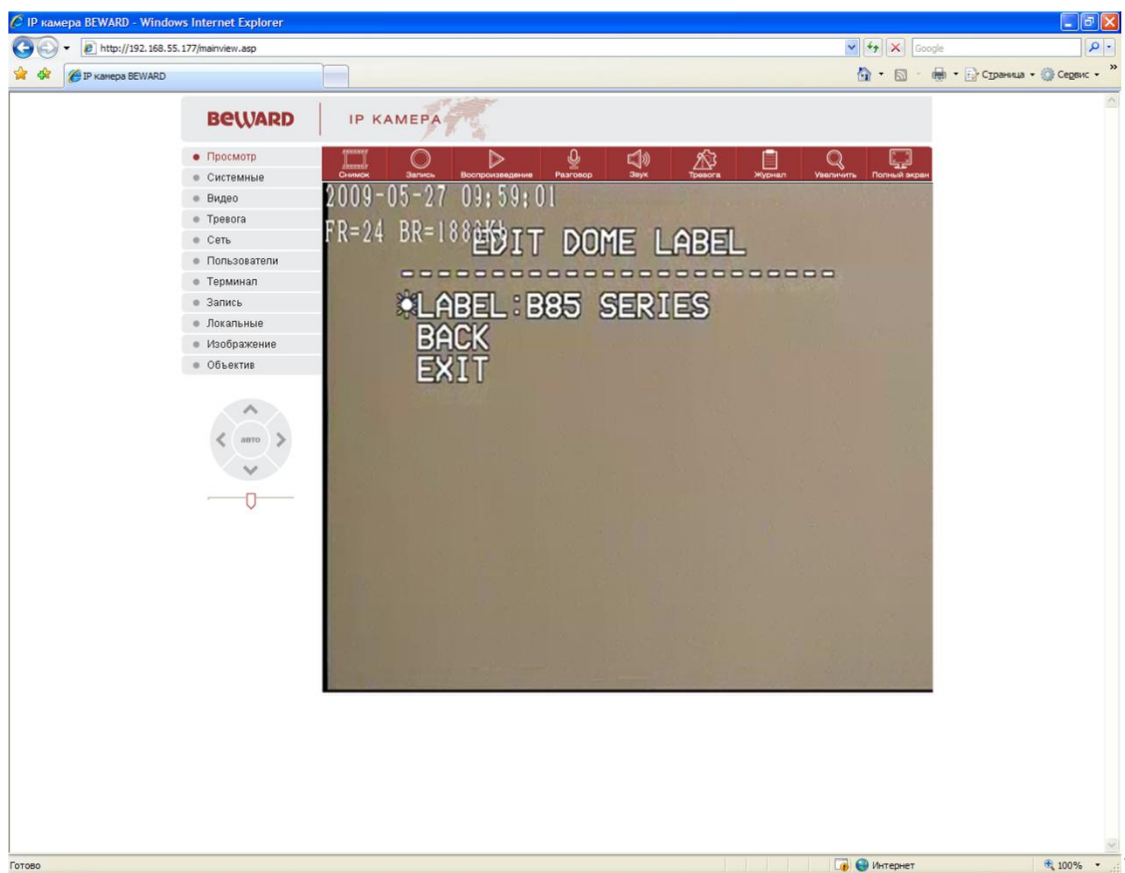 IP камера BEWARD - Windows Internet Explorer
http://192.168.55.177/mainview.asp
Google
IP камера BEWARD
Страница
Сервис
BEWARD
IP КАМЕРА
Просмотр
Системные
Видео
Тревога
Сеть
Пользователи
Терминал
Запись
Локальные
Изображение
Объектив
авто
Снимок
Запись
Воспроизведение
Разговор
Звук
Тревога
Журнал
Увеличить
Полный экран
2009-05-27 09:59:01
FR=24
EDIT DOME LABEL
LABEL:B85 SERIES
BACK
EXIT
Готово
Интернет
100%